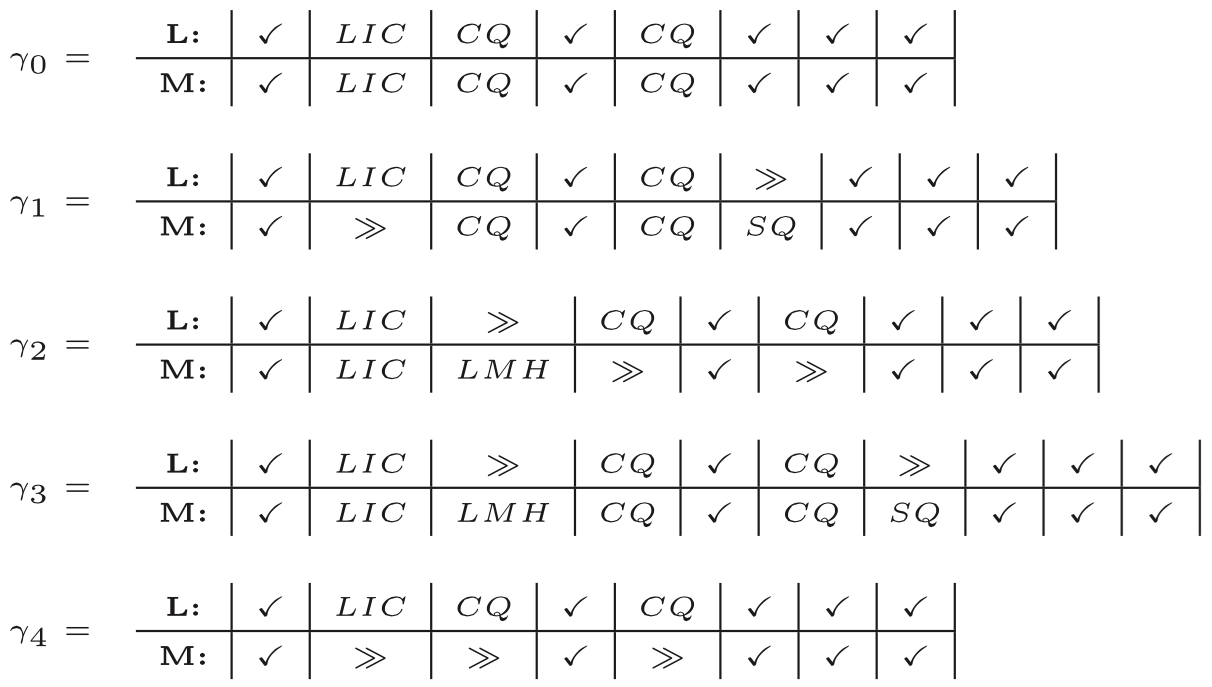 L: ✓ LIC CQ ✓ CQ ✓ ✓ ✓
γ0 =
M: ✓ LIC CQ ✓ CQ ✓ ✓ ✓
L: ✓ LIC CQ ✓ CQ ≫ ✓ ✓ ✓
γ1 =
M: ✓ ≫ CQ ✓ CQ SQ ✓ ✓ ✓
L: ✓ LIC ≫ CQ ✓ CQ ✓ ✓ ✓
γ2 =
M: ✓ LIC LMH ≫ ✓ ≫ ✓ ✓ ✓
L: ✓ LIC ≫ CQ ✓ CQ ≫ ✓ ✓ ✓
γ3 =
M: ✓ LIC LMH CQ ✓ CQ SQ ✓ ✓ ✓
L: ✓ LIC CQ ✓ CQ ✓ ✓ ✓
γ4 =
M: ✓ ≫ ≫ ✓ ≫ ✓ ✓ ✓